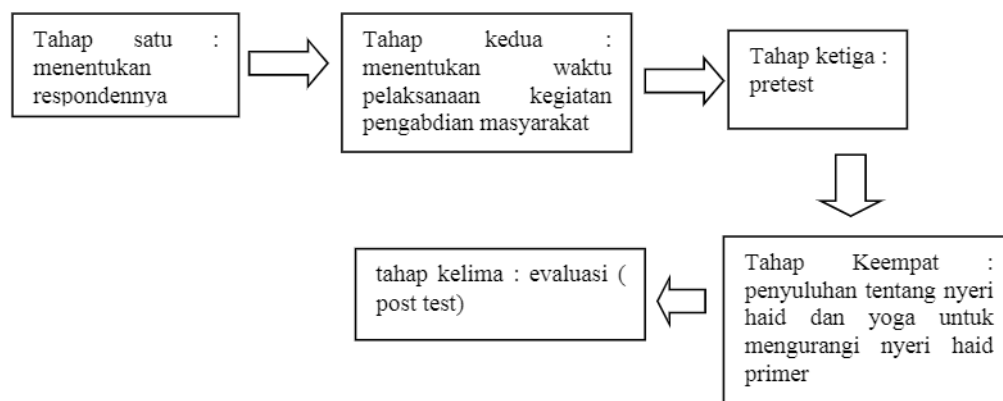 Tahap satu :
menentukan
respondennya
Tahap kedua :
menentukan waktu
pelaksanaan kegiatan
pengabdian masyarakat
Tahap ketiga :
pretest
Tahap Keempat :
penyuluhan tentang nyeri
haid dan yoga untuk
mengurangi nyeri haid
primer
tahap kelima : evaluasi (
post test)